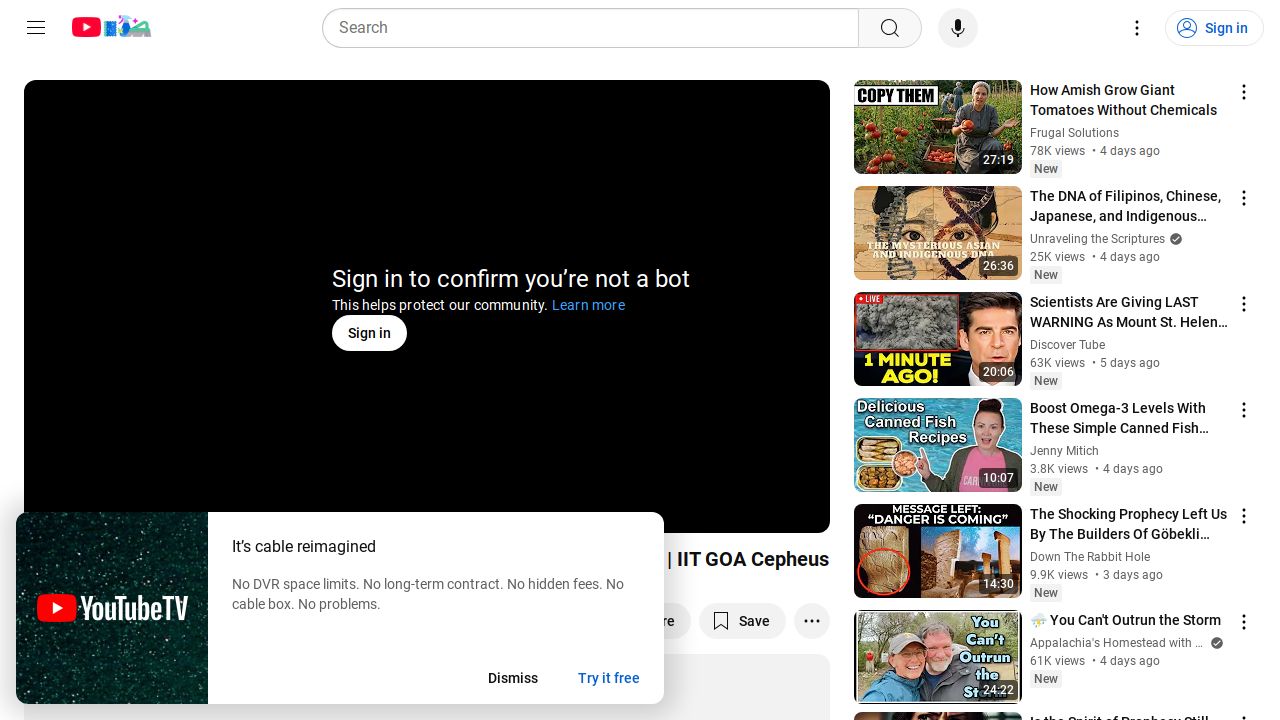 Search
Sign in
Sign in to confirm you’re not a bot
This helps protect our community. Learn more
Sign in
| IIT GOA Cepheus
re
Save
It’s cable reimagined
No DVR space limits. No long-term contract. No hidden fees. No
cable box. No problems.
Dismiss
Try it free
YouTubeTV
COPY THEM
27:19
How Amish Grow Giant
Tomatoes Without Chemicals
Frugal Solutions
78K views • 4 days ago
New
THE MYSTERIOUS ASIAN
AND INDIGENOUS DNA
26:36
The DNA of Filipinos, Chinese,
Japanese, and Indigenous…
Unraveling the Scriptures
25K views • 4 days ago
New
LIVE
1 MINUTE
AGO!
20:06
Scientists Are Giving LAST
WARNING As Mount St. Helen…
Discover Tube
63K views • 5 days ago
New
Delicious
Canned Fish
Recipes
10:07
Boost Omega-3 Levels With
These Simple Canned Fish…
Jenny Mitich
3.8K views • 4 days ago
New
MESSAGE LEFT:
“DANGER IS COMING”
14:30
The Shocking Prophecy Left Us
By The Builders Of Göbekli…
Down The Rabbit Hole
9.9K views • 3 days ago
New
You
Can’t
Outrun
the
24:22
⛈️ You Can't Outrun the Storm
Appalachia's Homestead with …
61K views • 4 days ago
New
Is the Spirit of Prophecy Still